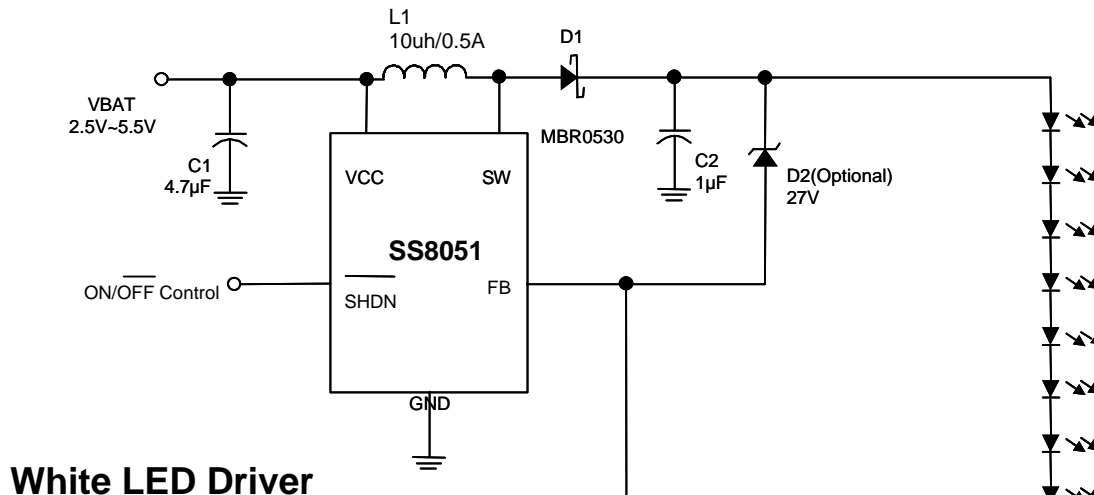 L1
10uh/0.5A
D1
VBAT
2.5V~5.5V
C1
4.7µF
MBR0530
C2
1µF
D2(Optional)
27V
VCC
SW
SS8051
ON/OFF Control
SHDN
FB
GND
White LED Driver